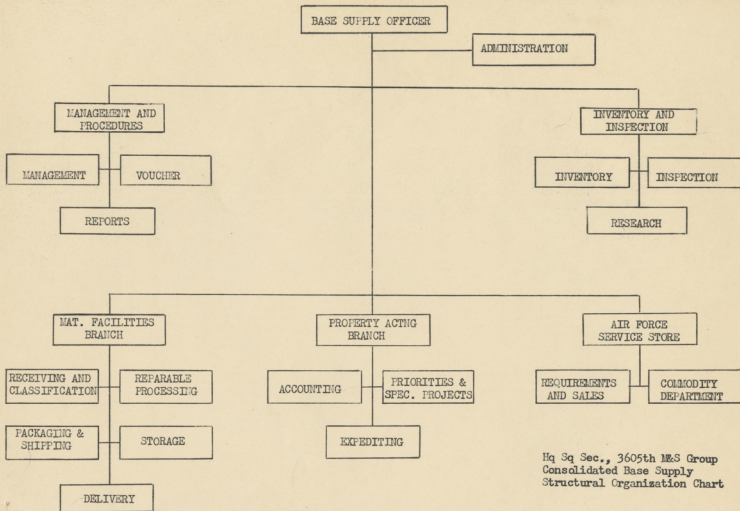 BASE SUPPLY OFFICER
ADMINISTRATION
MANAGEMENT AND
PROCEDURES
INVENTORY AND
INSPECTION
MANAGEMENT
VOUCHER
INVENTORY
INSPECTION
REPORTS
RESEARCH
MAT. FACILITIES
BRANCH
PROPERTY ACTNG
BRANCH
AIR FORCE
SERVICE STORE
RECEIVING AND
CLASSIFICATION
REPARABLE
PROCESSING
ACCOUNTING
PRIORITIES &
SPEC. PROJECTS
REQUIREMENTS
AND SALES
COMMODITY
DEPARTMENT
PACKAGING &
SHIPPING
STORAGE
EXPEDITING
DELIVERY
Hq Sq Sec., 3605th M&S Group
Consolidated Base Supply
Structural Organization Chart